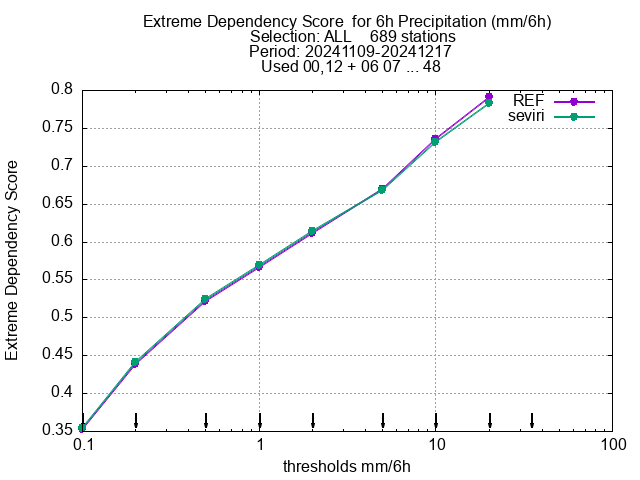 Extreme Dependency Score  for 6h Precipitation (mm/6h)
Selection: ALL    689 stations
Period: 20241109-20241217
Used 00,12 + 06 07 ... 48
REF
seviri
0.8
0.75
0.7
0.65
0.6
0.55
0.5
0.45
0.4
0.35
Extreme Dependency Score
0.1 1 10 100
thresholds mm/6h